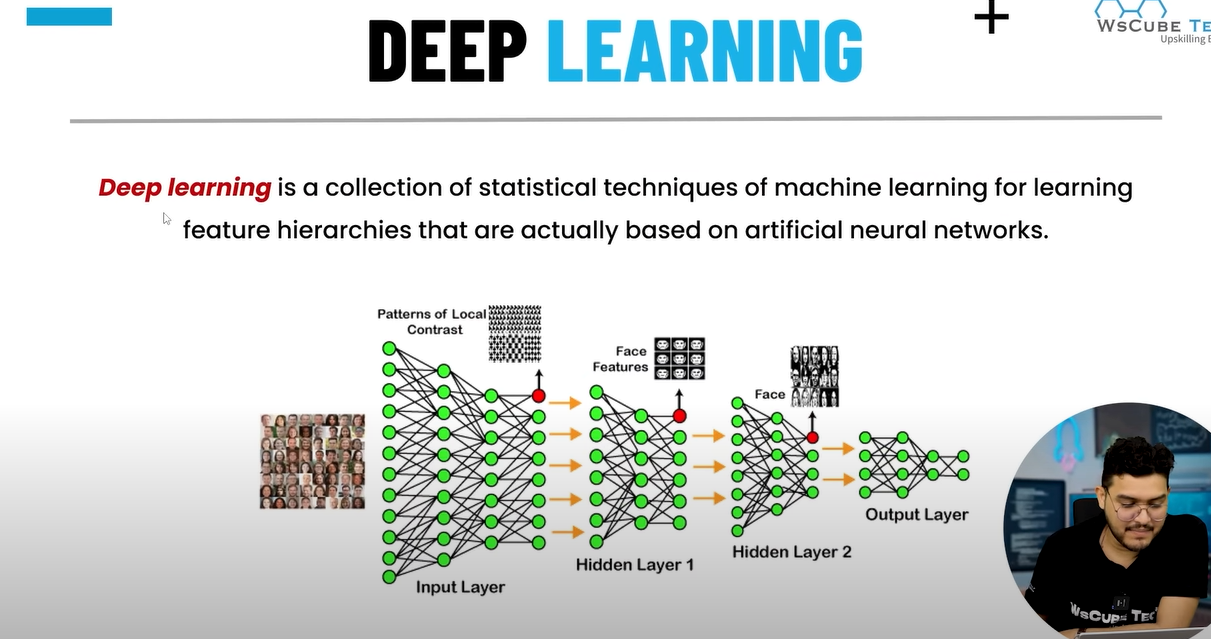 DEEP LEARNING
WsCube Te
Upskilling
Deep learning is a collection of statistical techniques of machine learning for learning
feature hierarchies that are actually based on artificial neural networks.
Patterns of Local
Contrast
Face
Features
Face
Input Layer
Hidden Layer 1
Hidden Layer 2
Output Layer
WsCube Tec